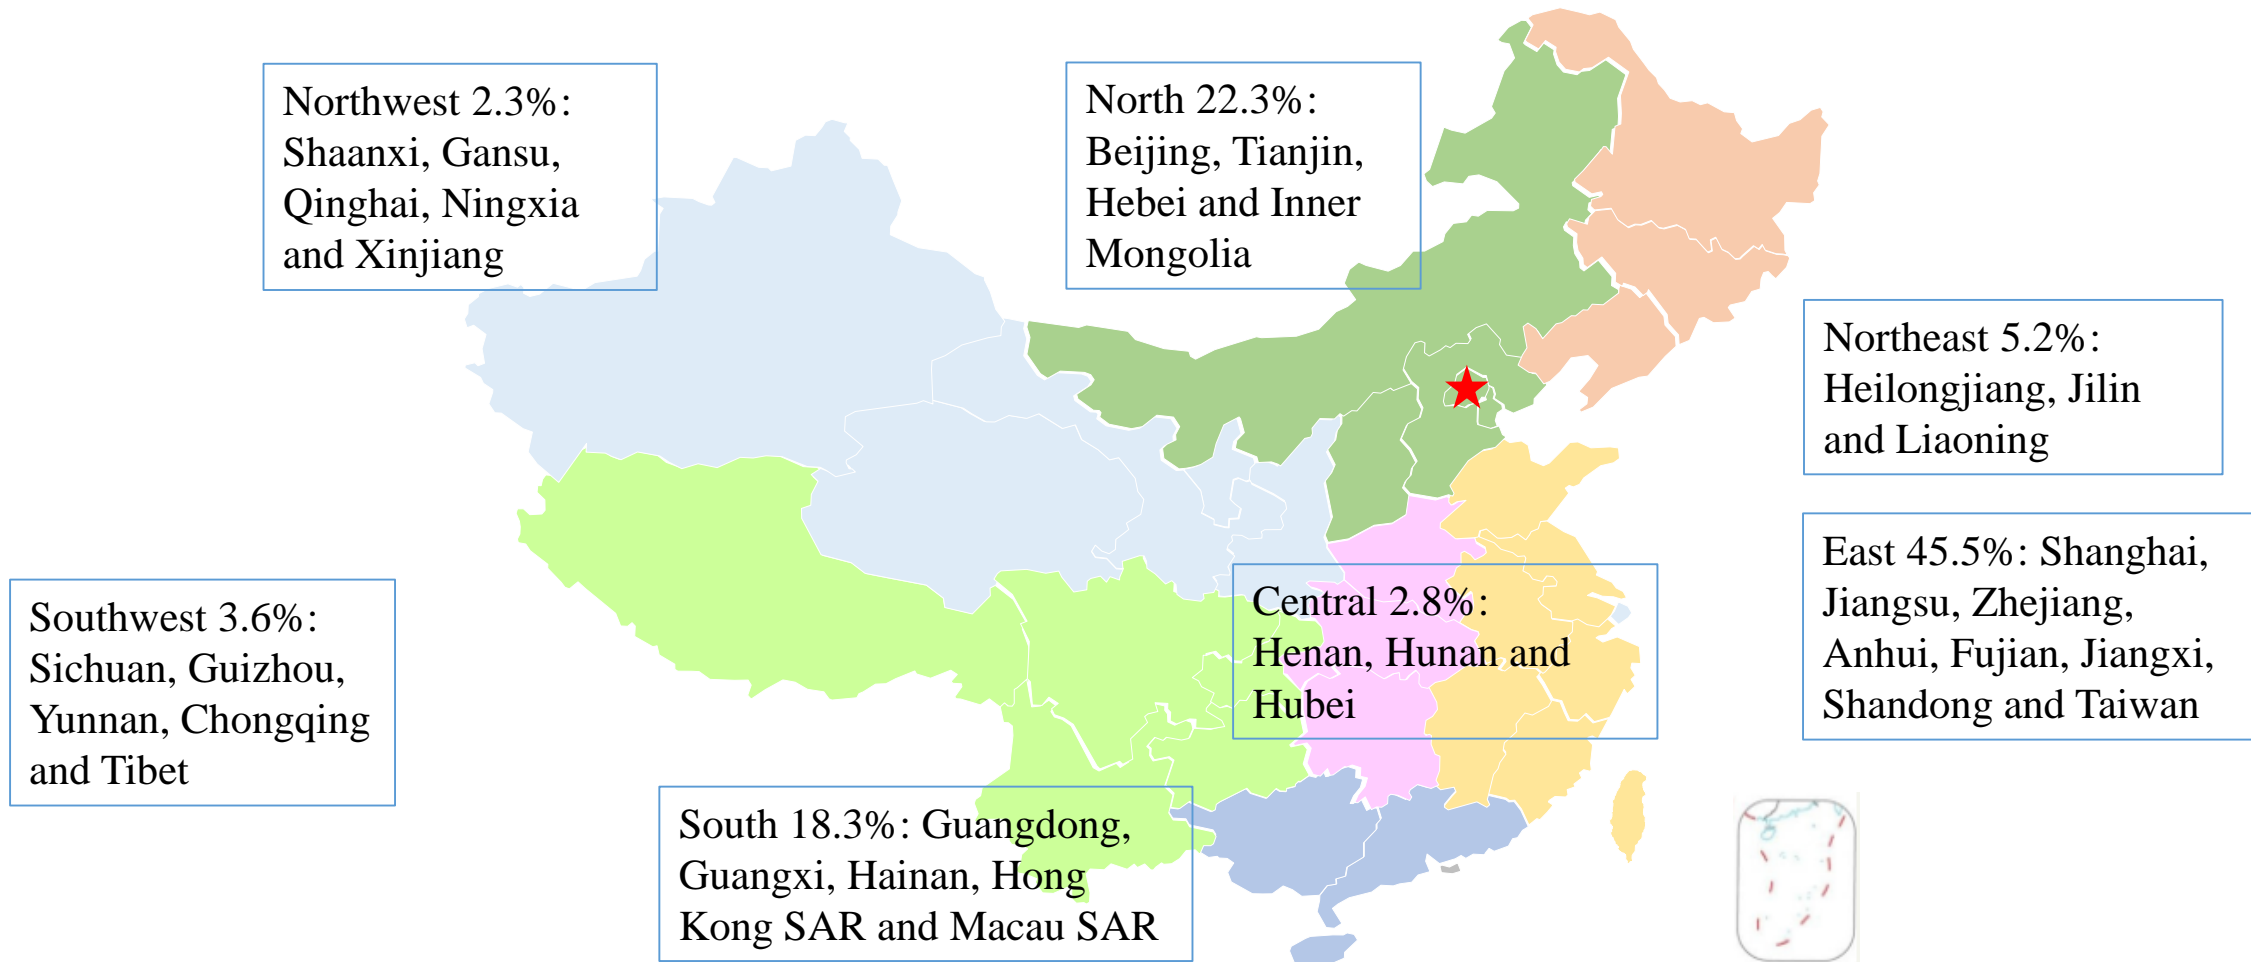 Northwest 2.3%:
Shaanxi, Gansu,
Qinghai, Ningxia
and Xinjiang
North 22.3%:
Beijing, Tianjin,
Hebei and Inner
Mongolia
Northeast 5.2%:
Heilongjiang, Jilin
and Liaoning
East 45.5%: Shanghai,
Jiangsu, Zhejiang,
Anhui, Fujian, Jiangxi,
Shandong and Taiwan
Central 2.8%:
Henan, Hunan and
Hubei
Southwest 3.6%:
Sichuan, Guizhou,
Yunnan, Chongqing
and Tibet
South 18.3%: Guangdong,
Guangxi, Hainan, Hong
Kong SAR and Macau SAR